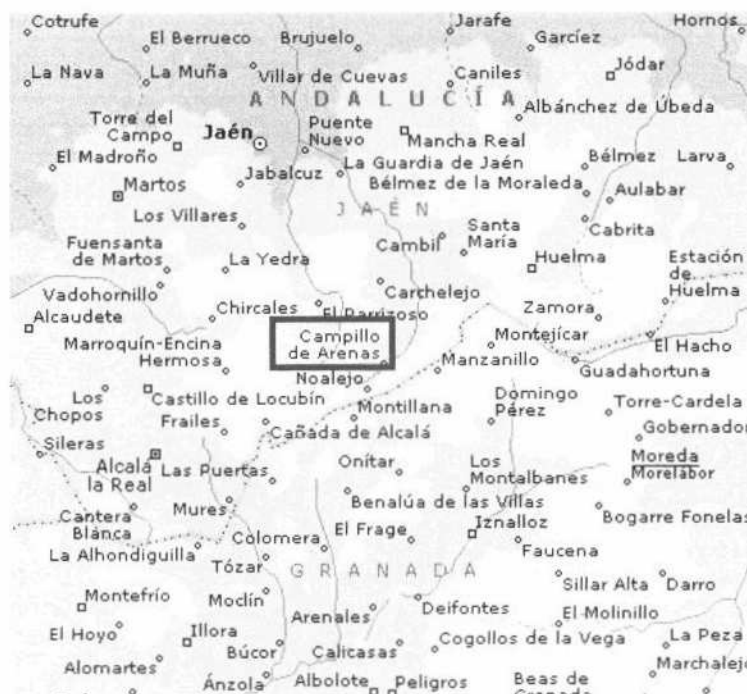 Cotrufe
El Berrueco
Brujuelo
Jarafe
Garcíez
Hornos
La Nava
La Muña
Villar de Cuevas
Caniles
Jódar
ANDALUCÍA
Albánchez de Úbeda
Torre del
Campo
Jaén
Puente
Nuevo
Mancha Real
El Madroño
La Guardia de Jaén
Bélmez
Larva
Martos
Jabalcuz
Bélmez de la Moraleda
Aulabar
Los Villares
JAÉN
Cabrita
Santa
María
Cambil
Fuensanta
de Martos
La Yedra
Huelma
Estación
de
Huelma
Vadohornillo
Carchelejo
Chircales
El Parrizoso
Zamora
Alcaudete
Campillo
de Arenas
Marroquín-Encina
Hermosa
Montejícar
El Hacho
Manzanillo
Guadahortuna
Noalejo
Los
Chopos
Castillo de Locubín
Montillana
Domingo
Pérez
Torre-Cardela
Frailes
Cañada de Alcalá
Gobernador
Sileras
Alcalá
la Real
Las Puertas
Onítar
Los
Montalbanes
Moreda
Morelábor
Benalúa de las Villas
Mures
Cantera
Blanca
Iznalloz
Bogarre
Fonelas
El Frage
Colomera
La Alhondiguilla
Faucena
Tózar
GRANADA
Sillar Alta
Darro
Moclín
Montefrío
Arenales
Deifontes
El Molinillo
El Hoyo
Illora
Búcor
Calicasas
Cogollos de la Vega
La Peza
Alomartes
Marchalejo
Ánzola
Albolote
Peligros
Beas de
Granada